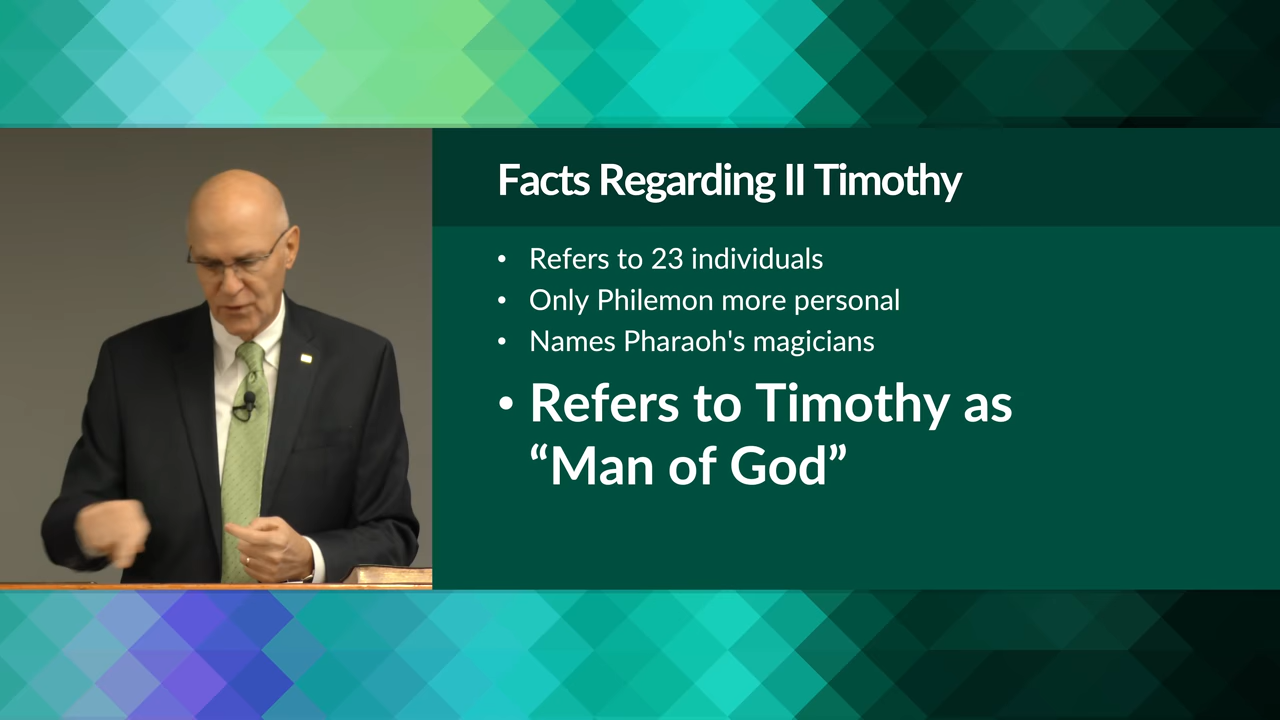 Facts Regarding II Timothy
• Refers to 23 individuals
• Only Philemon more personal
• Names Pharaoh's magicians
• Refers to Timothy as
“Man of God”